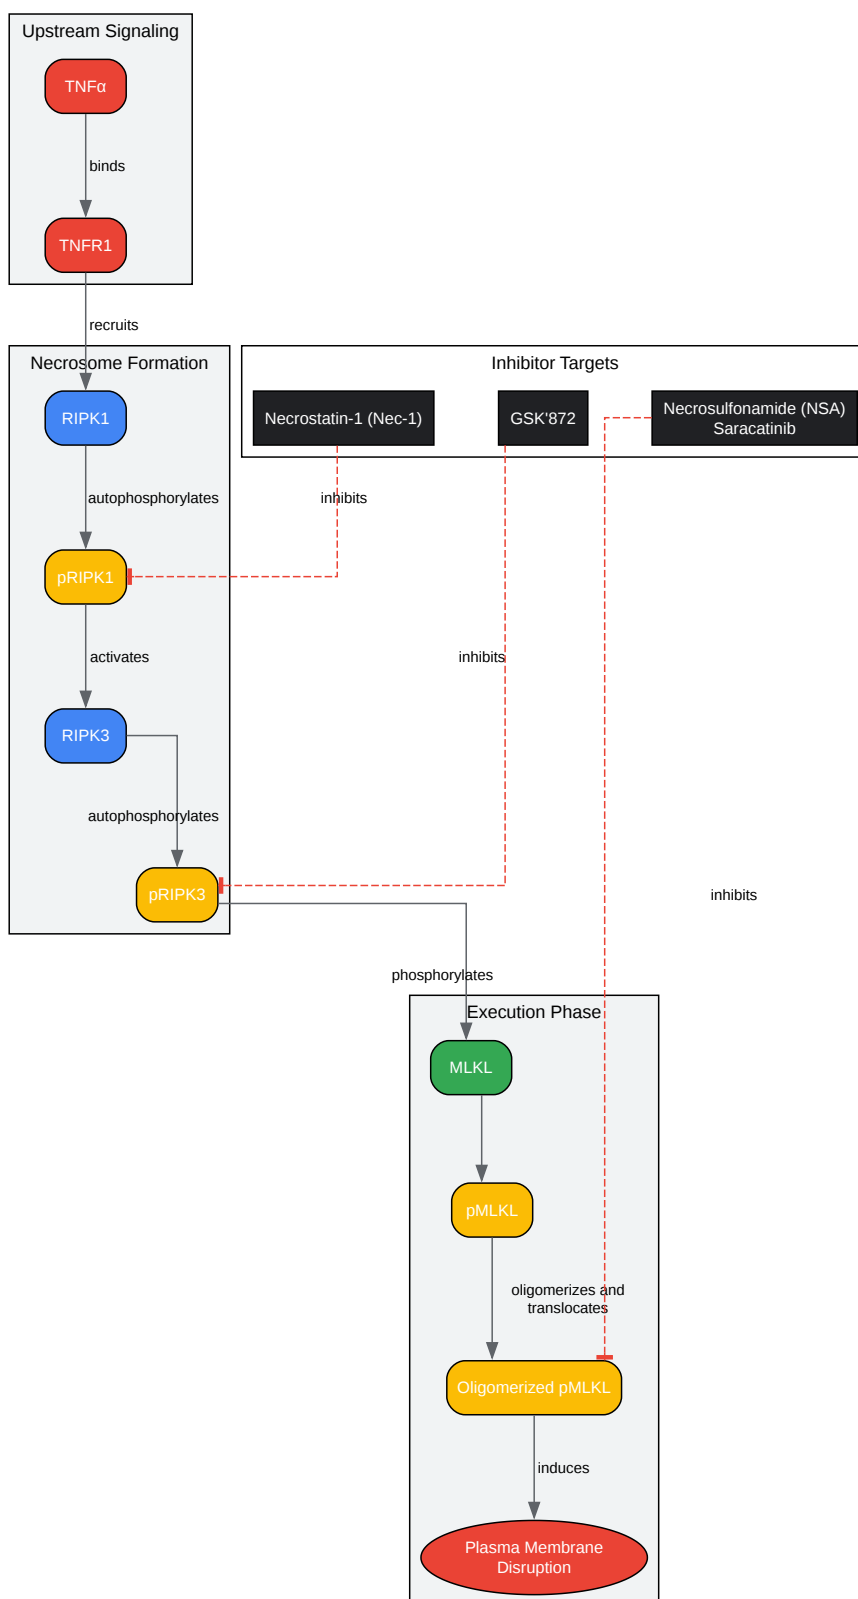 Upstream Signaling
TNFα
binds
TNFR1
recruits
Necrosome Formation
RIPK1
autophosphorylates
pRIPK1
activates
RIPK3
autophosphorylates
pRIPK3
Inhibitor Targets
Necrostatin-1 (Nec-1)
GSK'872
Necrosulfonamide (NSA)
Saracatinib
inhibits
inhibits
inhibits
phosphorylates
Execution Phase
MLKL
pMLKL
oligomerizes and
translocates
Oligomerized pMLKL
induces
Plasma Membrane
Disruption